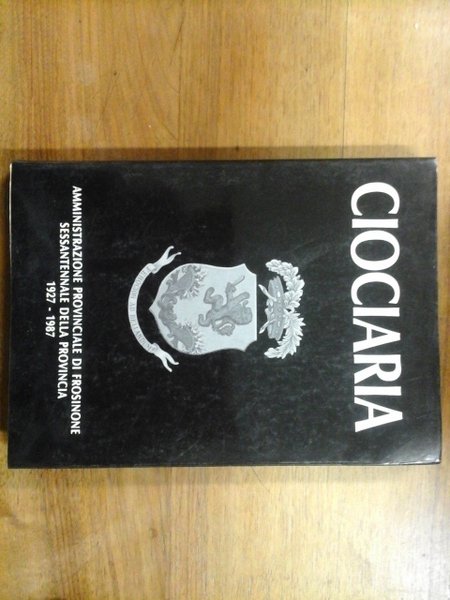 CIOCIARIA
AMMINISTRAZIONE PROVINCIALE DI FROSINONE
SESSANTENNALE DELLA PROVINCIA
1927 - 1987